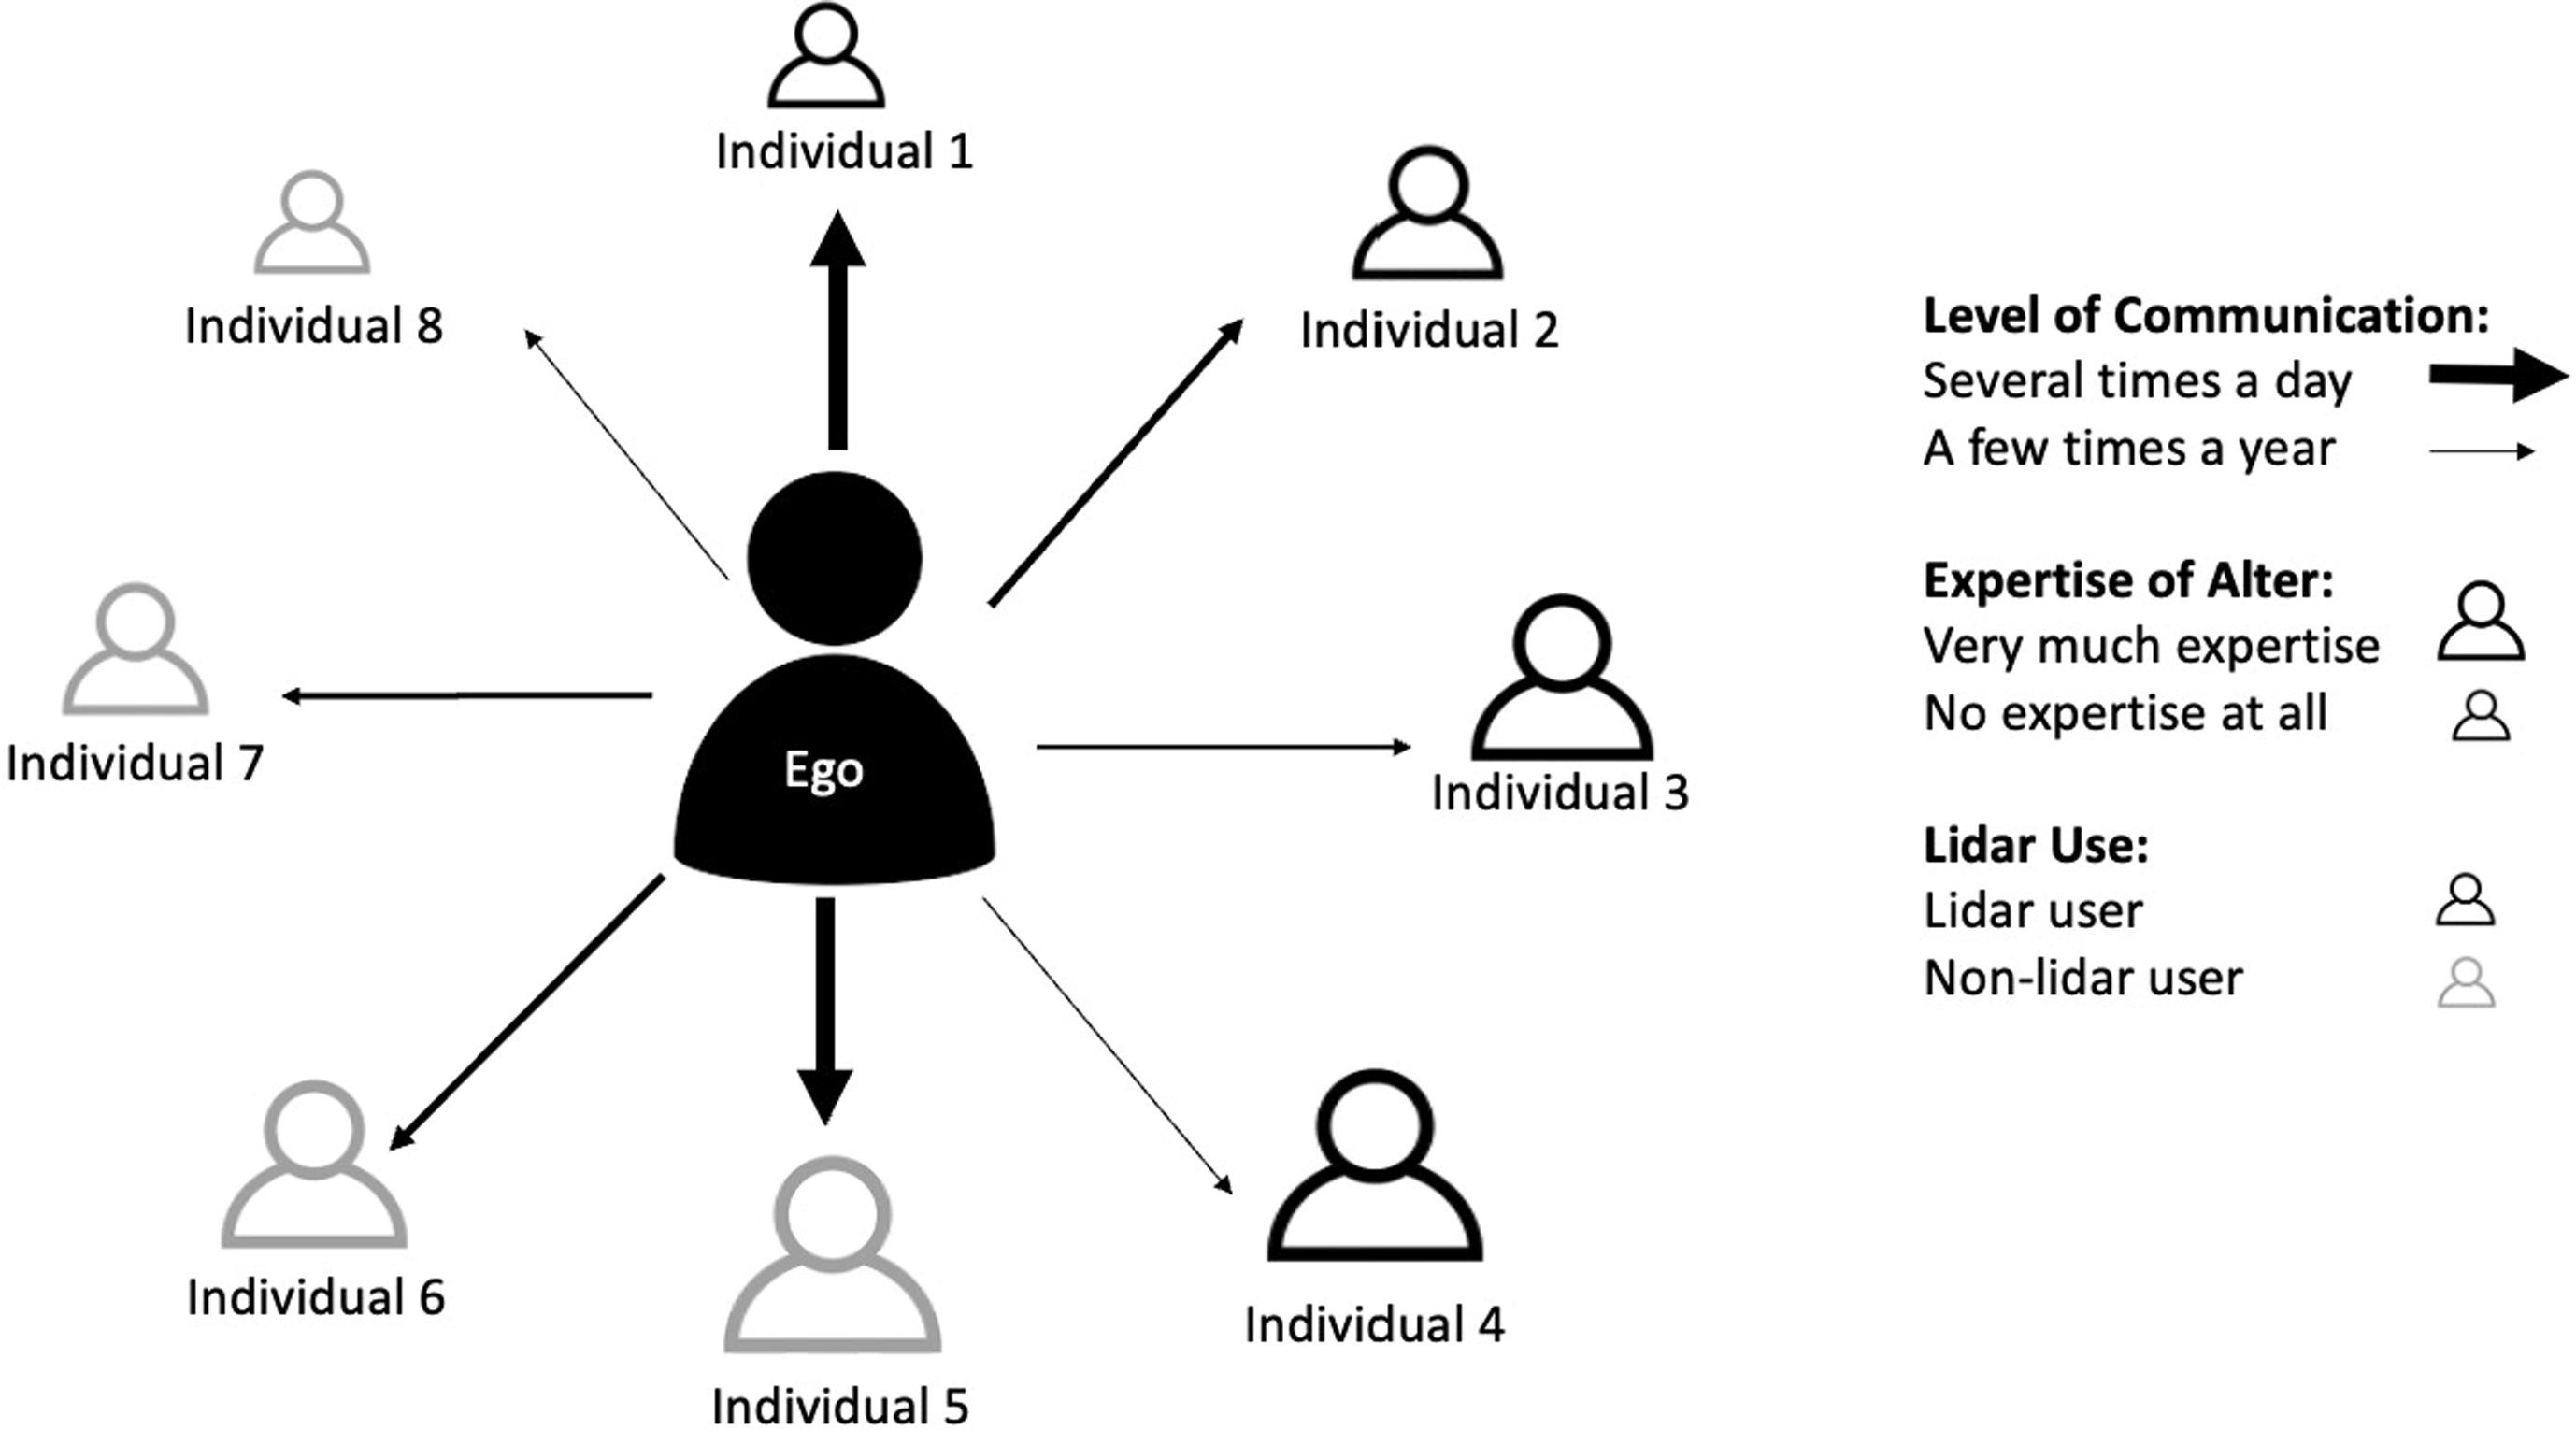 Individual 1
Individual 2
Individual 8
Individual 7
Ego
Individual 3
Individual 6
Individual 5
Individual 4
Level of Communication:
Several times a day
A few times a year
Expertise of Alter:
Very much expertise
No expertise at all
Lidar Use:
Lidar user
Non-lidar user